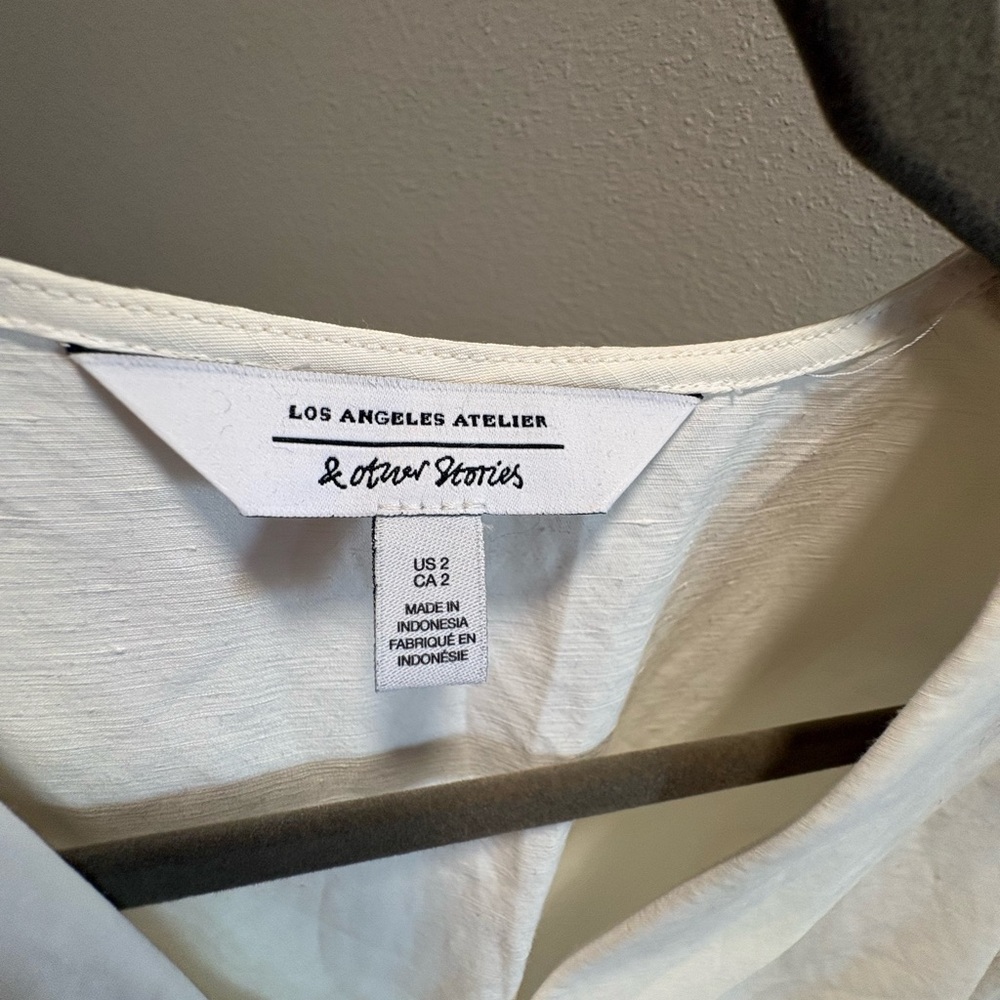 LOS ANGELES ATELIER
& other Stories
US 2
CA 2
MADE IN
INDONESIA
FABRIQUÉ EN
INDONÉSIE